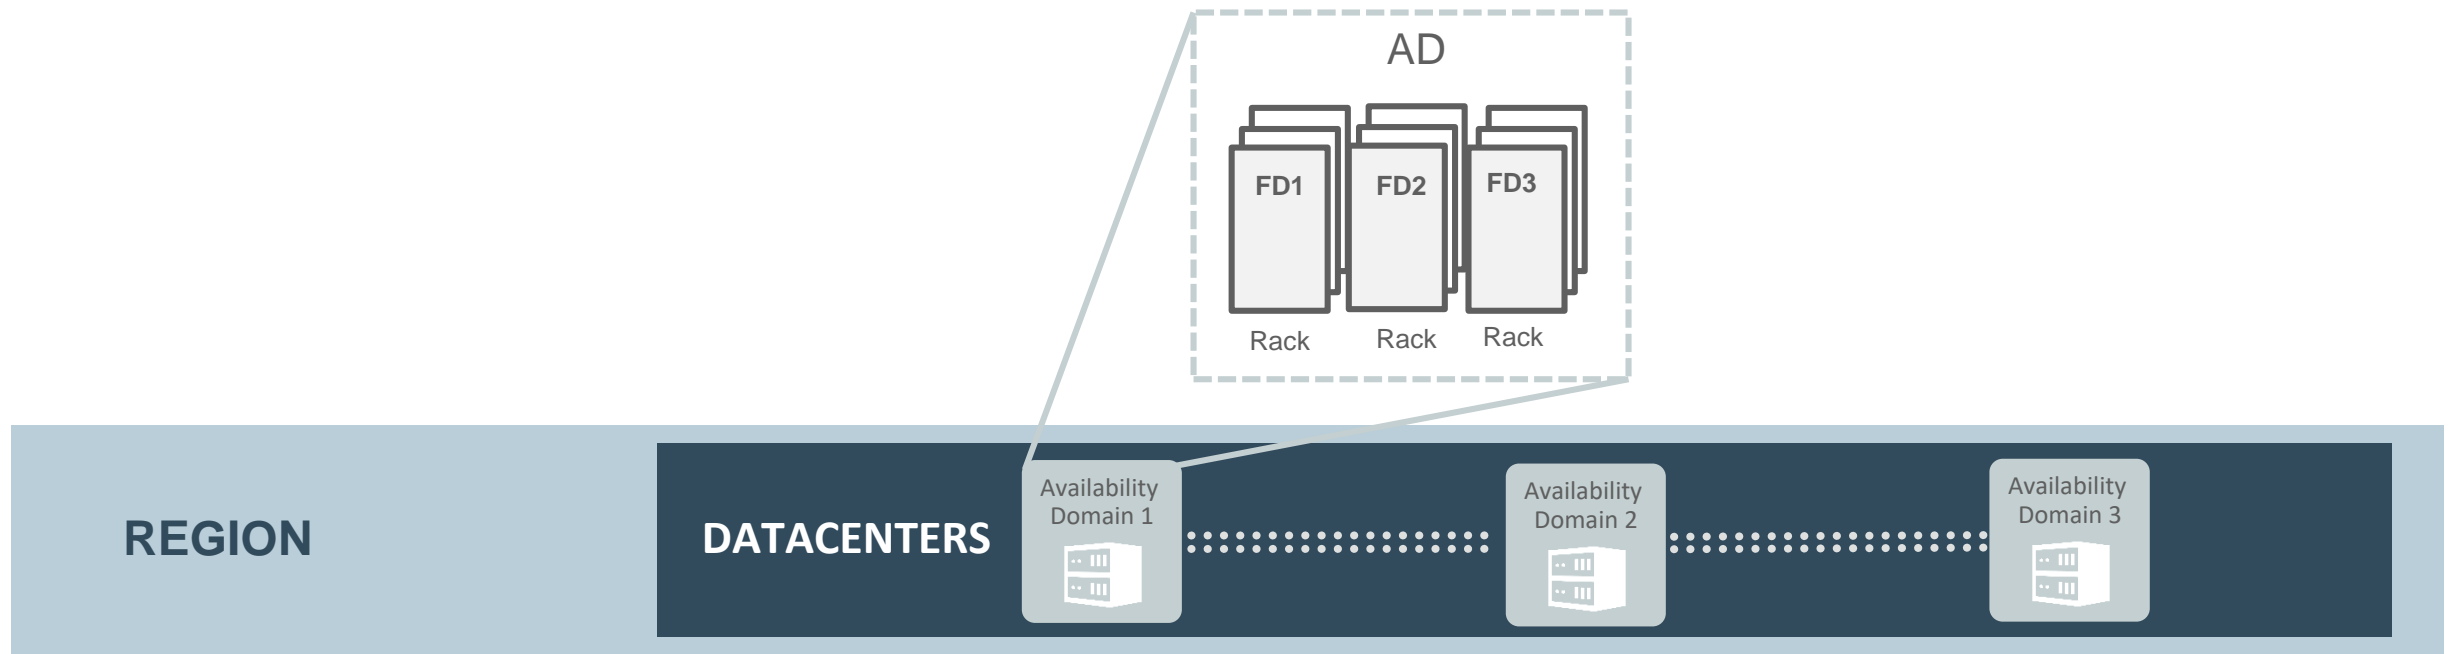 AD
FD1
FD2
FD3
Rack
Rack
Rack
REGION
DATACENTERS
Availability
Domain 1
Availability
Domain 2
Availability
Domain 3